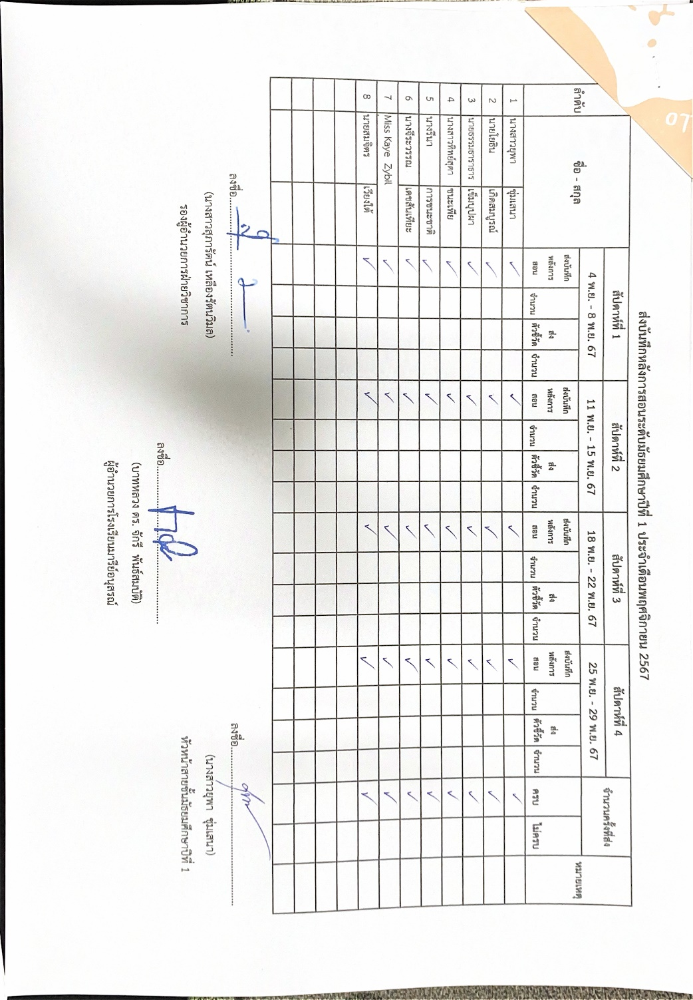 ส่งบันทึกหลังการสอนระดับมัธยมศึกษาปีที่ 1 ประจำเดือนพฤศจิกายน 2567
ลำดับ ชื่อ - สกุล สัปดาห์ที่ 1 สัปดาห์ที่ 2 สัปดาห์ที่ 3 สัปดาห์ที่ 4 จำนวนครั้งที่ส่ง หมายเหตุ
4 พ.ย. - 8 พ.ย. 67 11 พ.ย. - 15 พ.ย. 67 18 พ.ย. - 22 พ.ย. 67 25 พ.ย. - 29 พ.ย. 67
ส่งบันทึกหลังการสอน จำนวน ส่งตัวชี้วัด จำนวน ส่งบันทึกหลังการสอน จำนวน ส่งตัวชี้วัด จำนวน ส่งบันทึกหลังการสอน จำนวน ส่งตัวชี้วัด จำนวน ส่งบันทึกหลังการสอน จำนวน ส่งตัวชี้วัด จำนวน ครบ ไม่ครบ
1 นางสาวยุพา ชุ่มเสนา ✓ ✓ ✓ ✓ ✓
2 นายโยธิน เกิดสมบูรณ์ ✓ ✓ ✓ ✓ ✓
3 นายธรรมธาราธาร เข็มบุปผา ✓ ✓ ✓ ✓ ✓
4 นางสาวทิพย์สุดา ชนะเพีย ✓ ✓ ✓ ✓ ✓
5 นางรีนา การชนะชาติ ✓ ✓ ✓ ✓ ✓
6 นางจีระวรรณ เดชสันเทียะ ✓ ✓ ✓ ✓ ✓
7 Miss Kaye Zybil ✓ ✓ ✓ ✓ ✓
8 นายสมจิตร เวียงใต้ ✓ ✓ ✓ ✓ ✓
ลงชื่อ
(นางสาวสุภารัตน์ เหลืองรัตนวิมล)
รองผู้อำนวยการฝ่ายวิชาการ
ลงชื่อ
(บาทหลวง ดร. จักรี พันธ์สมบัติ)
ผู้อำนวยการโรงเรียนมารีย์อนุสรณ์
ลงชื่อ
(นางสาวยุพา ชุ่มเสนา)
หัวหน้าสายชั้นมัธยมศึกษาปีที่ 1